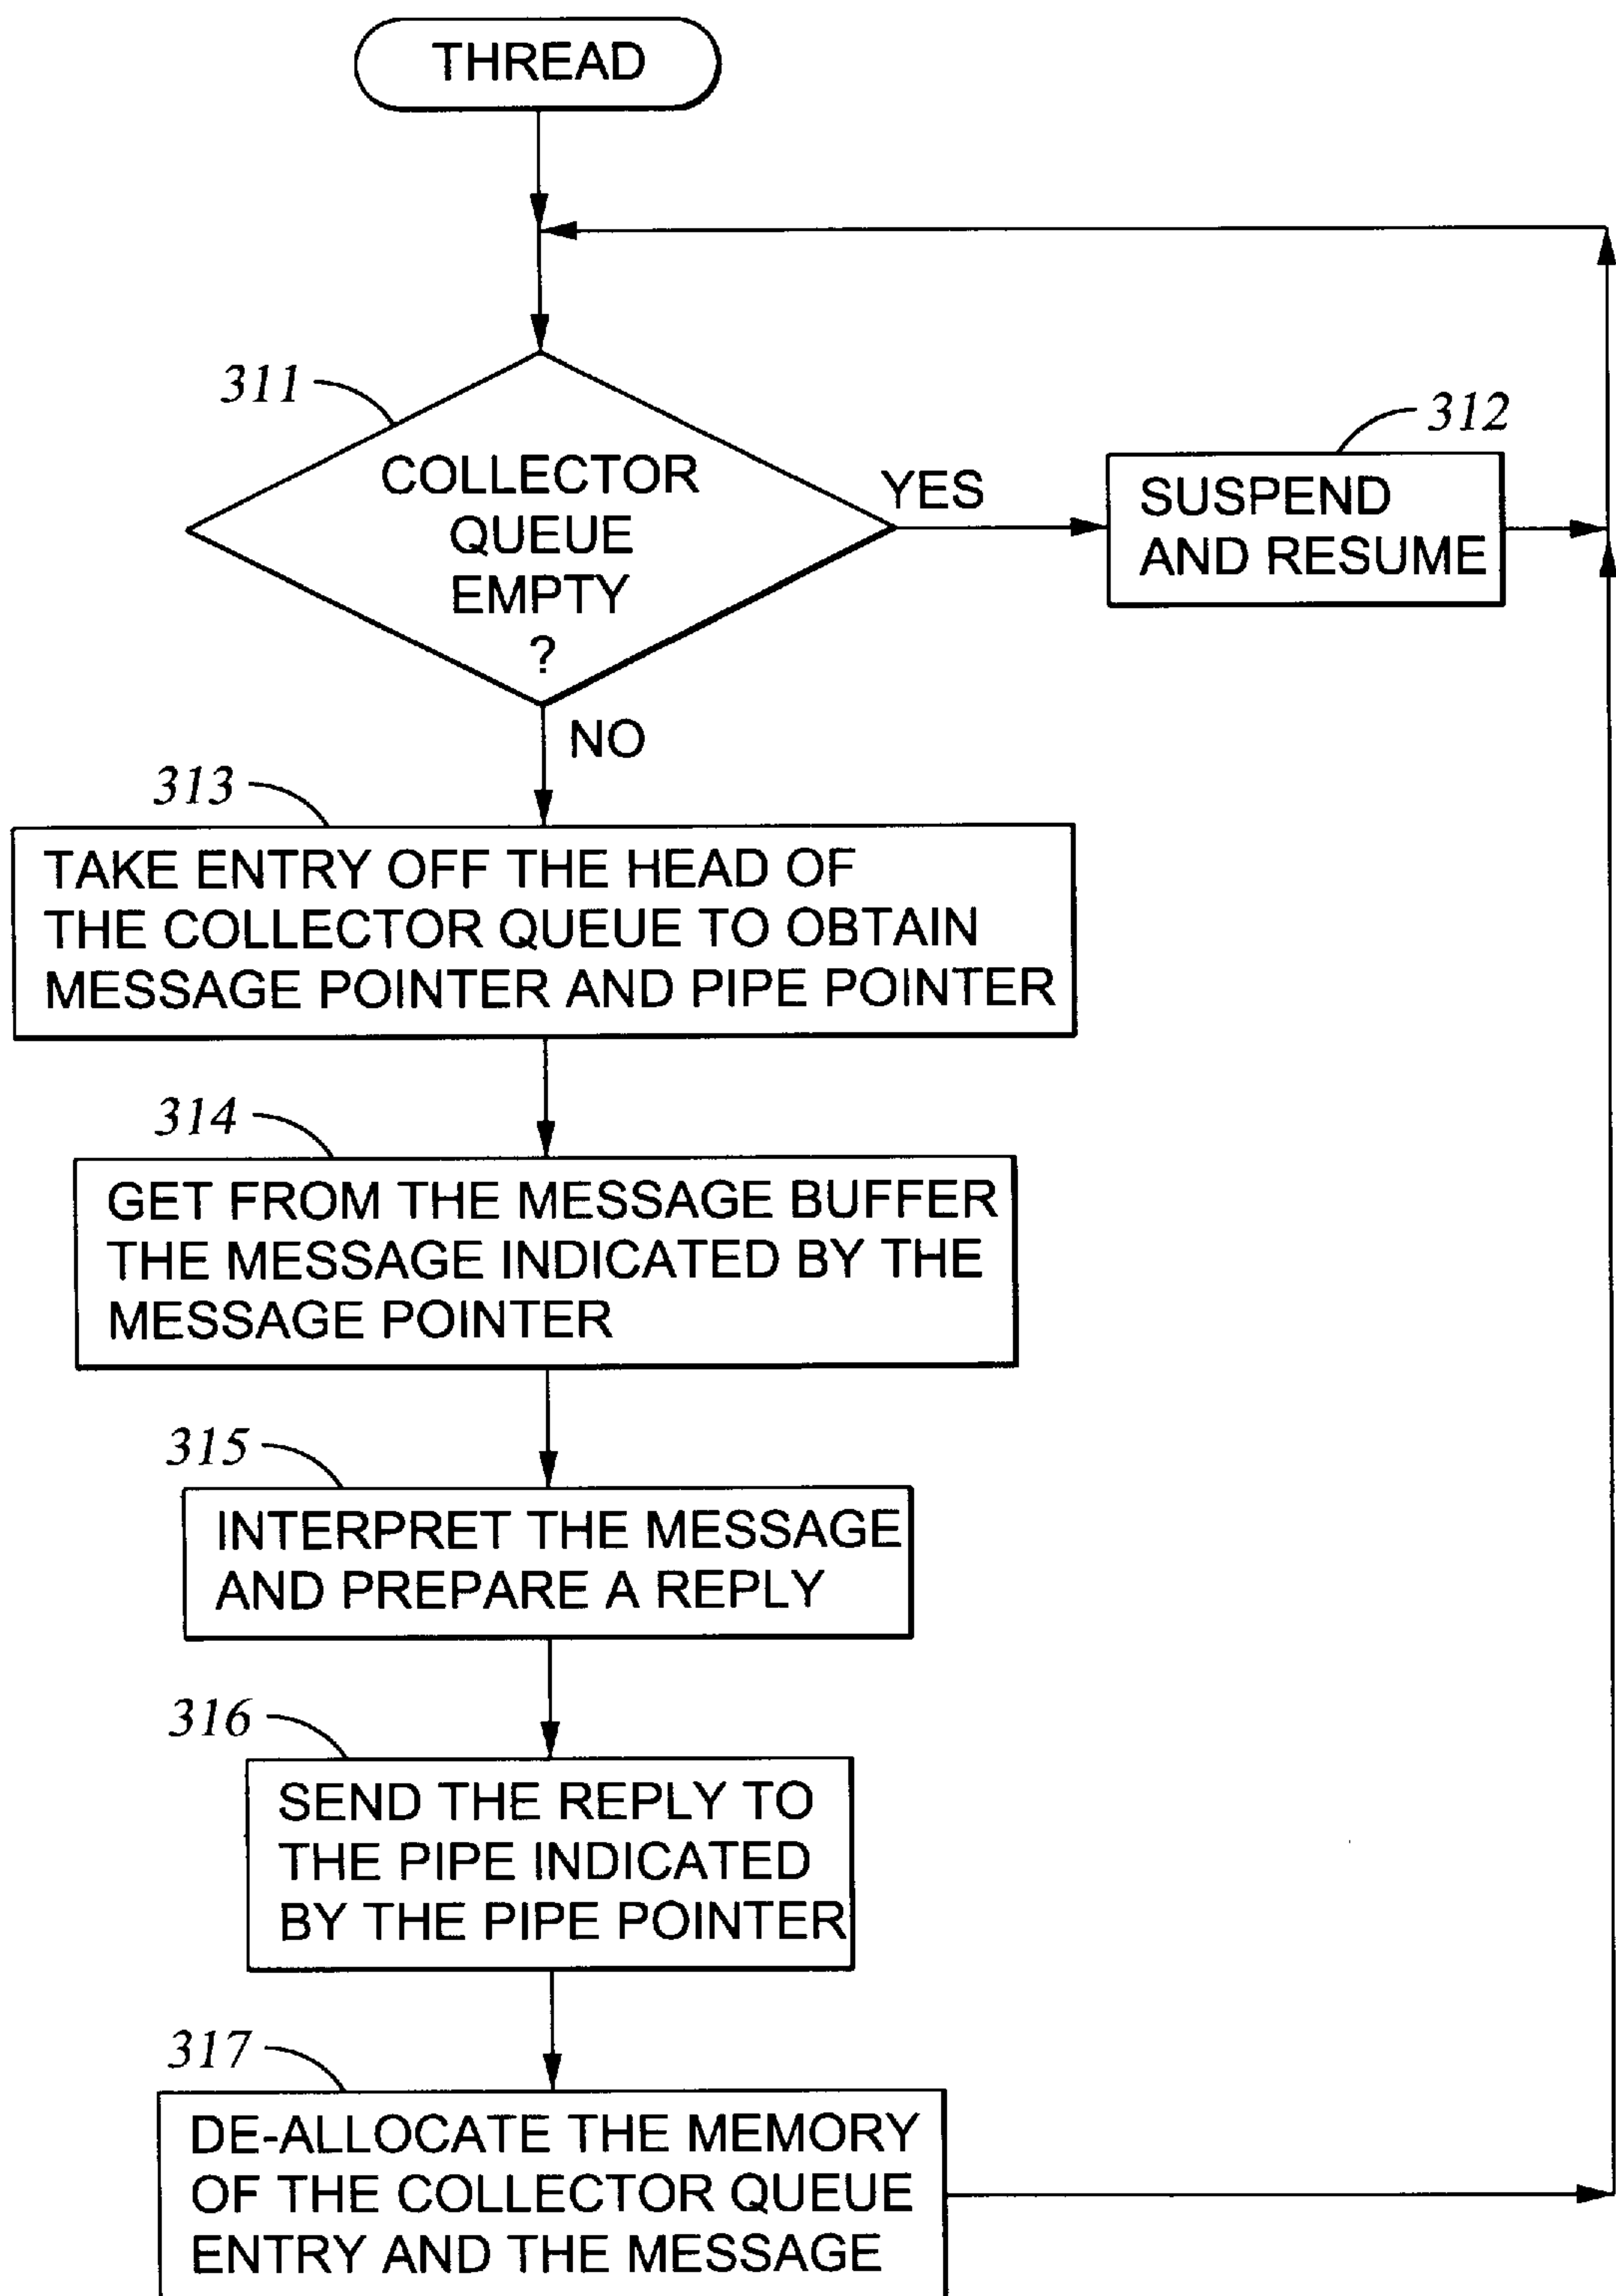 THREAD
311
COLLECTOR
QUEUE
EMPTY
?
YES
312
SUSPEND
AND RESUME
NO
313
TAKE ENTRY OFF THE HEAD OF
THE COLLECTOR QUEUE TO OBTAIN
MESSAGE POINTER AND PIPE POINTER
314
GET FROM THE MESSAGE BUFFER
THE MESSAGE INDICATED BY THE
MESSAGE POINTER
315
INTERPRET THE MESSAGE
AND PREPARE A REPLY
316
SEND THE REPLY TO
THE PIPE INDICATED
BY THE PIPE POINTER
317
DE-ALLOCATE THE MEMORY
OF THE COLLECTOR QUEUE
ENTRY AND THE MESSAGE